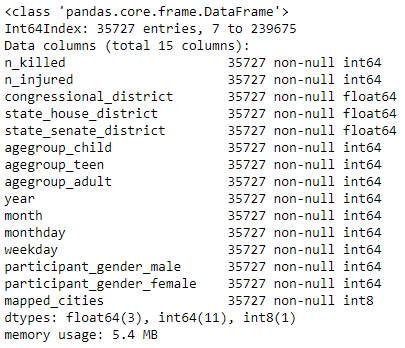 <class 'pandas.core.frame.DataFrame'>
Int64Index: 35727 entries, 7 to 239675
Data columns (total 15 columns):
n_killed                     35727 non-null int64
n_injured                    35727 non-null int64
congressional_district       35727 non-null float64
state_house_district         35727 non-null float64
state_senate_district        35727 non-null float64
agegroup_child               35727 non-null int64
agegroup_teen                35727 non-null int64
agegroup_adult               35727 non-null int64
year                         35727 non-null int64
month                        35727 non-null int64
monthday                     35727 non-null int64
weekday                      35727 non-null int64
participant_gender_male      35727 non-null int64
participant_gender_female    35727 non-null int64
mapped_cities                35727 non-null int8
dtypes: float64(3), int64(11), int8(1)
memory usage: 5.4 MB